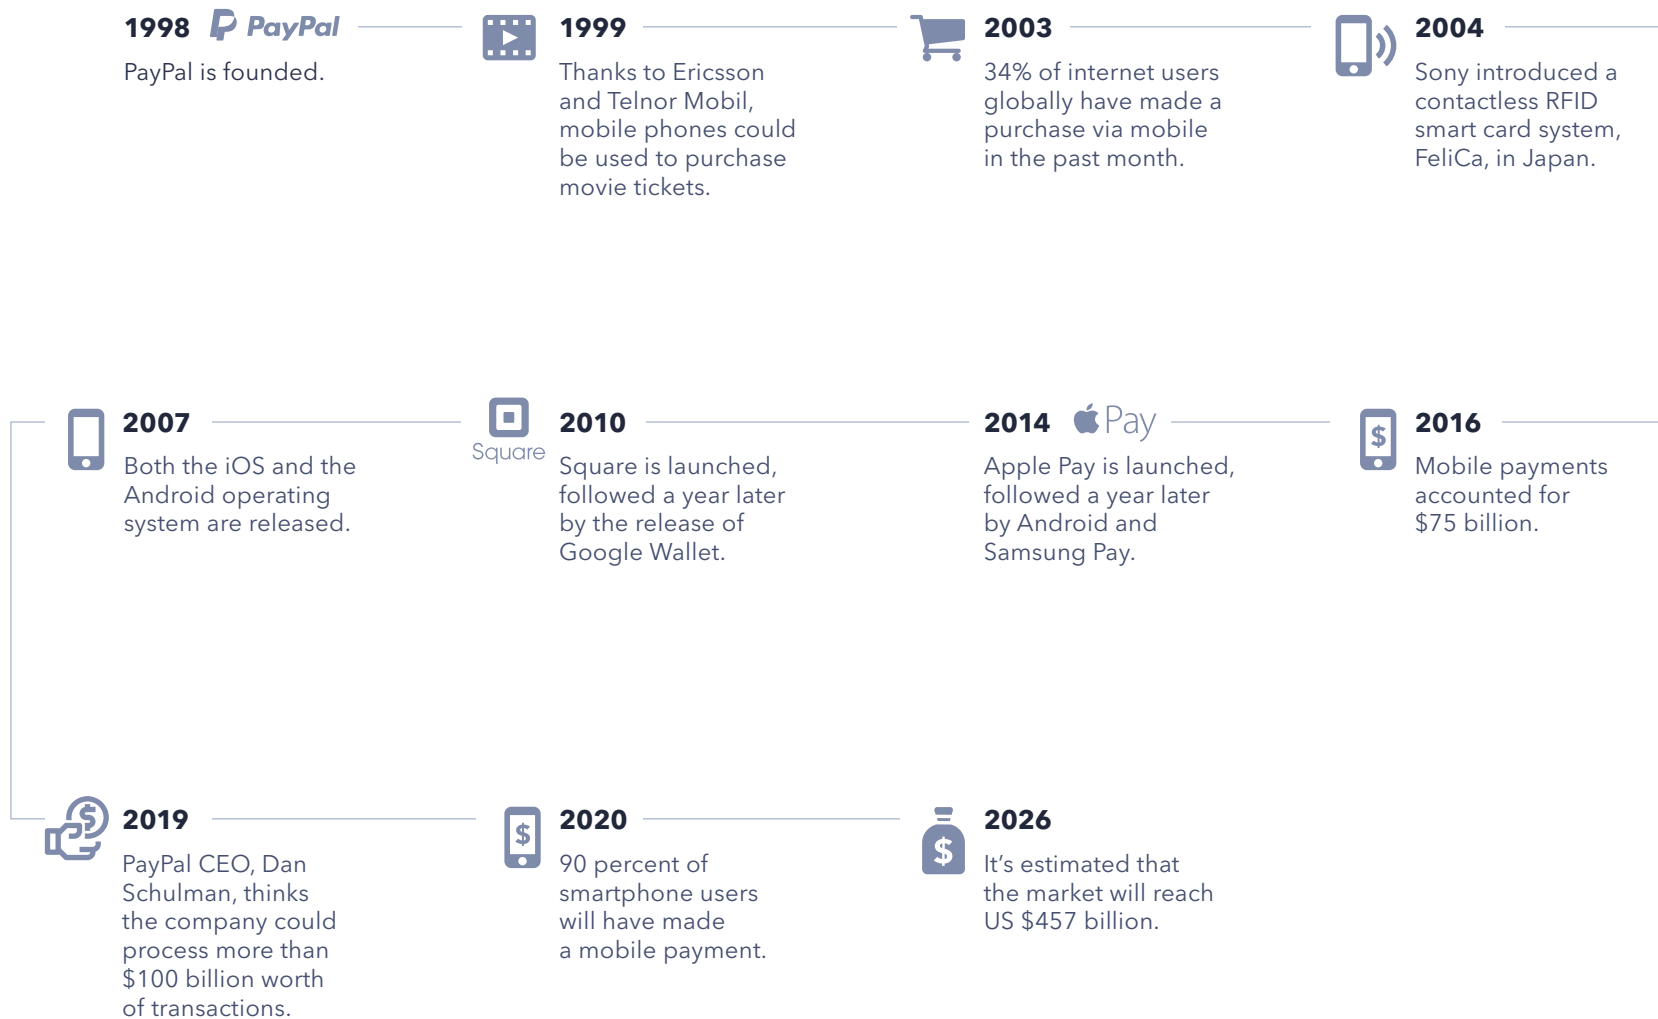 1998 PayPal
PayPal is founded.
1999
Thanks to Ericsson
and Telnor Mobil,
mobile phones could
be used to purchase
movie tickets.
2003
34% of internet users
globally have made a
purchase via mobile
in the past month.
2004
Sony introduced a
contactless RFID
smart card system,
FeliCa, in Japan.
2007
Both the iOS and the
Android operating
system are released.
Square
2010
Square is launched,
followed a year later
by the release of
Google Wallet.
2014 Pay
Apple Pay is launched,
followed a year later
by Android and
Samsung Pay.
$
2016
Mobile payments
accounted for
$75 billion.
$
2019
PayPal CEO, Dan
Schulman, thinks
the company could
process more than
$100 billion worth
of transactions.
$
2020
90 percent of
smartphone users
will have made
a mobile payment.
$
2026
It’s estimated that
the market will reach
US $457 billion.